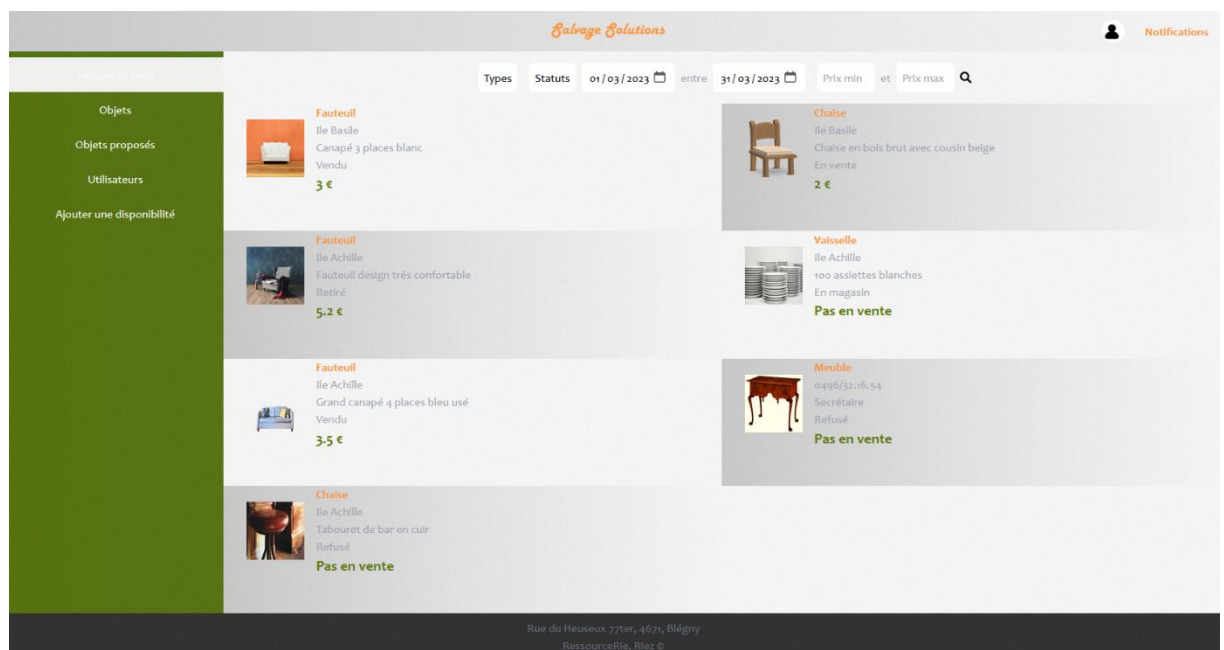 Salvage Solutions
Notifications
Tableau de bord
Objets
Objets proposés
Utilisateurs
Ajouter une disponibilité
Types Statuts 01/03/2023 entre 31/03/2023 Prix min et Prix max
Fauteuil
Ile Basile
Canapé 3 places blanc
Vendu
3 €
Chaise
Ile Basile
Chaise en bois brut avec cousin beige
En vente
2 €
Fauteuil
Ile Achille
Fauteuil design très confortable
Retiré
5.2 €
Vaisselle
Ile Achille
100 assiettes blanches
En magasin
Pas en vente
Fauteuil
Ile Achille
Grand canapé 4 places bleu usé
Vendu
3.5 €
Meuble
0496/32.16.54
Secrétaire
Refusé
Pas en vente
Chaise
Ile Achille
Tabouret de bar en cuir
Refusé
Pas en vente
Rue du Heuseux 77ter, 4671, Blégny
RessourceRie, Riez ©